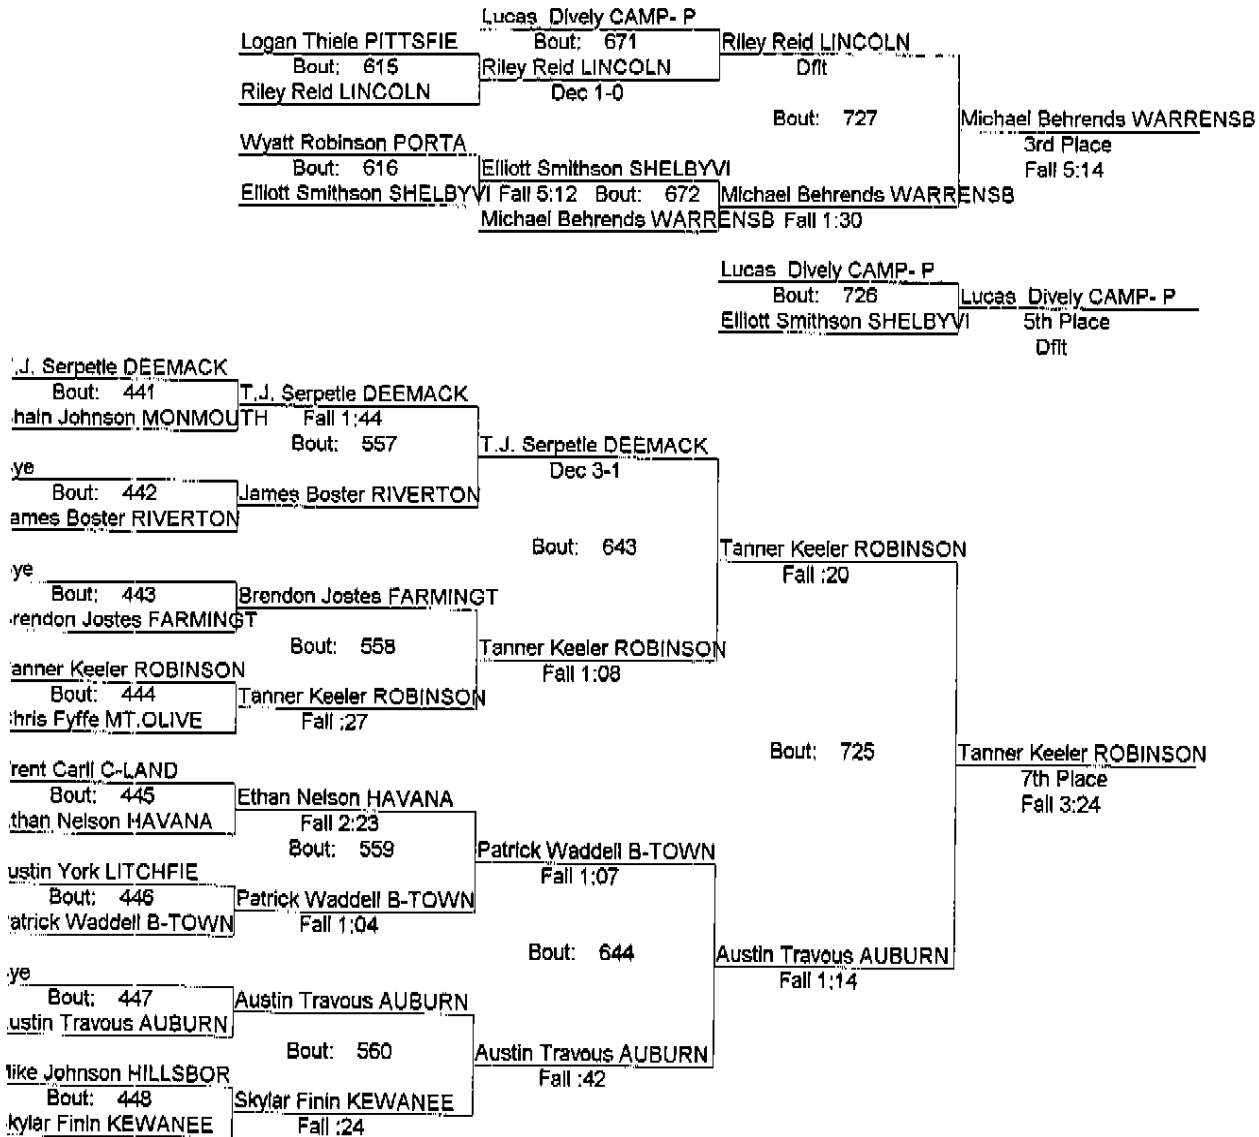 Lucas Dively CAMP- P
Logan Thiele PITTSFIE
Bout: 671
Riley Reid LINCOLN
Bout: 615
Riley Reid LINCOLN
Dflt
Riley Reid LINCOLN
Dec 1-0
Bout: 727
Michael Behrends WARRENSB
Wyatt Robinson PORTA
3rd Place
Bout: 616
Elliott Smithson SHELBYVI
Fall 5:14
Elliott Smithson SHELBYVI
Fall 5:12
Bout: 672
Michael Behrends WARRENSB
Michael Behrends WARRENSB
Fall 1:30
Lucas Dively CAMP- P
Bout: 726
Lucas Dively CAMP- P
Elliott Smithson SHELBYVI
5th Place
Dflt
.J. Serpetle DEEMACK
Bout: 441
T.J. Serpetle DEEMACK
hain Johnson MONMOUTH
Fall 1:44
Bout: 557
T.J. Serpetle DEEMACK
ye
Dec 3-1
Bout: 442
James Boster RIVERTON
ames Boster RIVERTON
Bout: 643
Tanner Keeler ROBINSON
ye
Fall :20
Bout: 443
Brendon Jostes FARMINGT
rendon Jostes FARMINGT
Bout: 558
Tanner Keeler ROBINSON
anner Keeler ROBINSON
Fall 1:08
Bout: 444
Tanner Keeler ROBINSON
hris Fyffe MT.OLIVE
Fall :27
Bout: 725
Tanner Keeler ROBINSON
rent Carli C-LAND
7th Place
Bout: 445
Ethan Nelson HAVANA
Fall 3:24
than Nelson HAVANA
Fall 2:23
Bout: 559
Patrick Waddell B-TOWN
ustin York LITCHFIE
Fall 1:07
Bout: 446
Patrick Waddell B-TOWN
atrick Waddell B-TOWN
Fall 1:04
Bout: 644
Austin Travous AUBURN
ye
Fall 1:14
Bout: 447
Austin Travous AUBURN
ustin Travous AUBURN
Bout: 560
Austin Travous AUBURN
Mike Johnson HILLSBOR
Fall :42
Bout: 448
Skylar Finin KEWANEE
kylar Finin KEWANEE
Fall :24